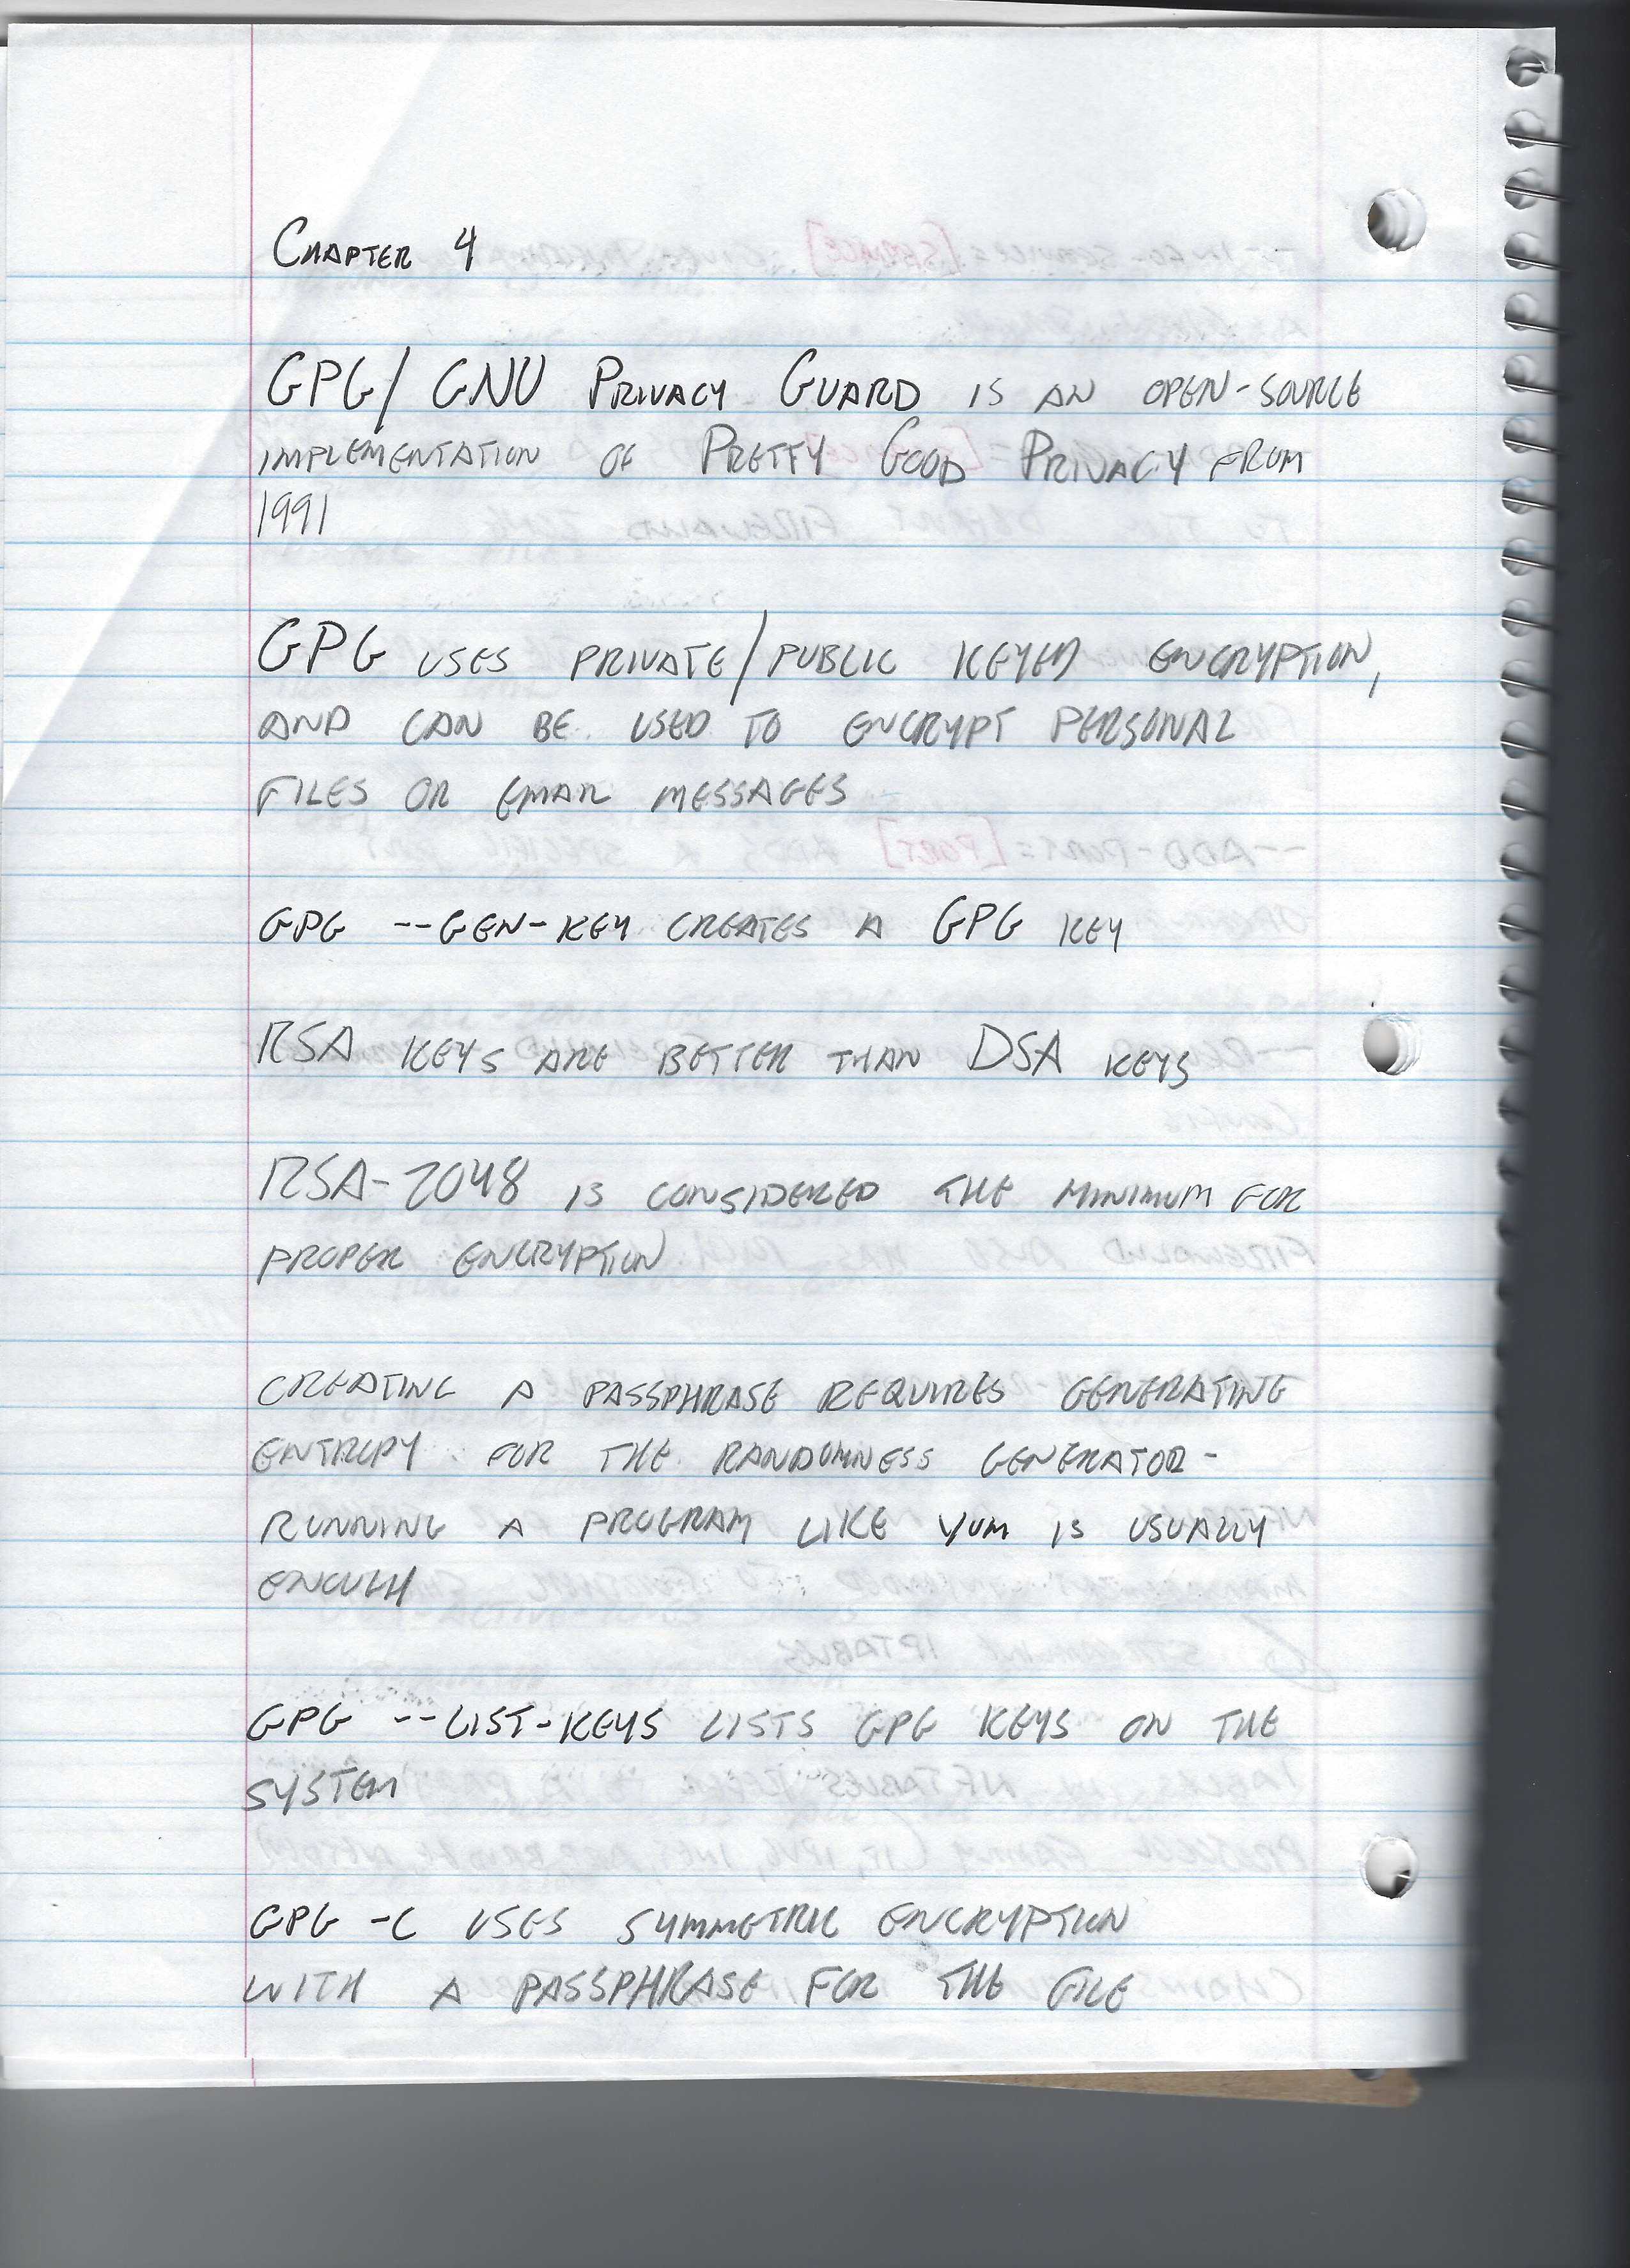 CHAPTER 4
GPG/GNU PRIVACY GUARD IS AN OPEN-SOURCE
IMPLEMENTATION OF PRETTY GOOD PRIVACY FROM
1991
GPG USES PRIVATE/PUBLIC KEYED ENCRYPTION,
AND CAN BE USED TO ENCRYPT PERSONAL
FILES OR EMAIL MESSAGES
GPG --GEN-KEY CREATES A GPG KEY
RSA KEYS ARE BETTER THAN DSA KEYS
RSA-2048 IS CONSIDERED THE MINIMUM FOR
PROPER ENCRYPTION
CREATING A PASSPHRASE REQUIRES GENERATING
ENTROPY FOR THE RANDOMNESS GENERATOR-
RUNNING A PROGRAM LIKE YUM IS USUALLY
ENOUGH
GPG --LIST-KEYS LISTS GPG KEYS ON THE
SYSTEM
GPG -C USES SYMMETRIC ENCRYPTION
WITH A PASSPHRASE FOR THE FILE